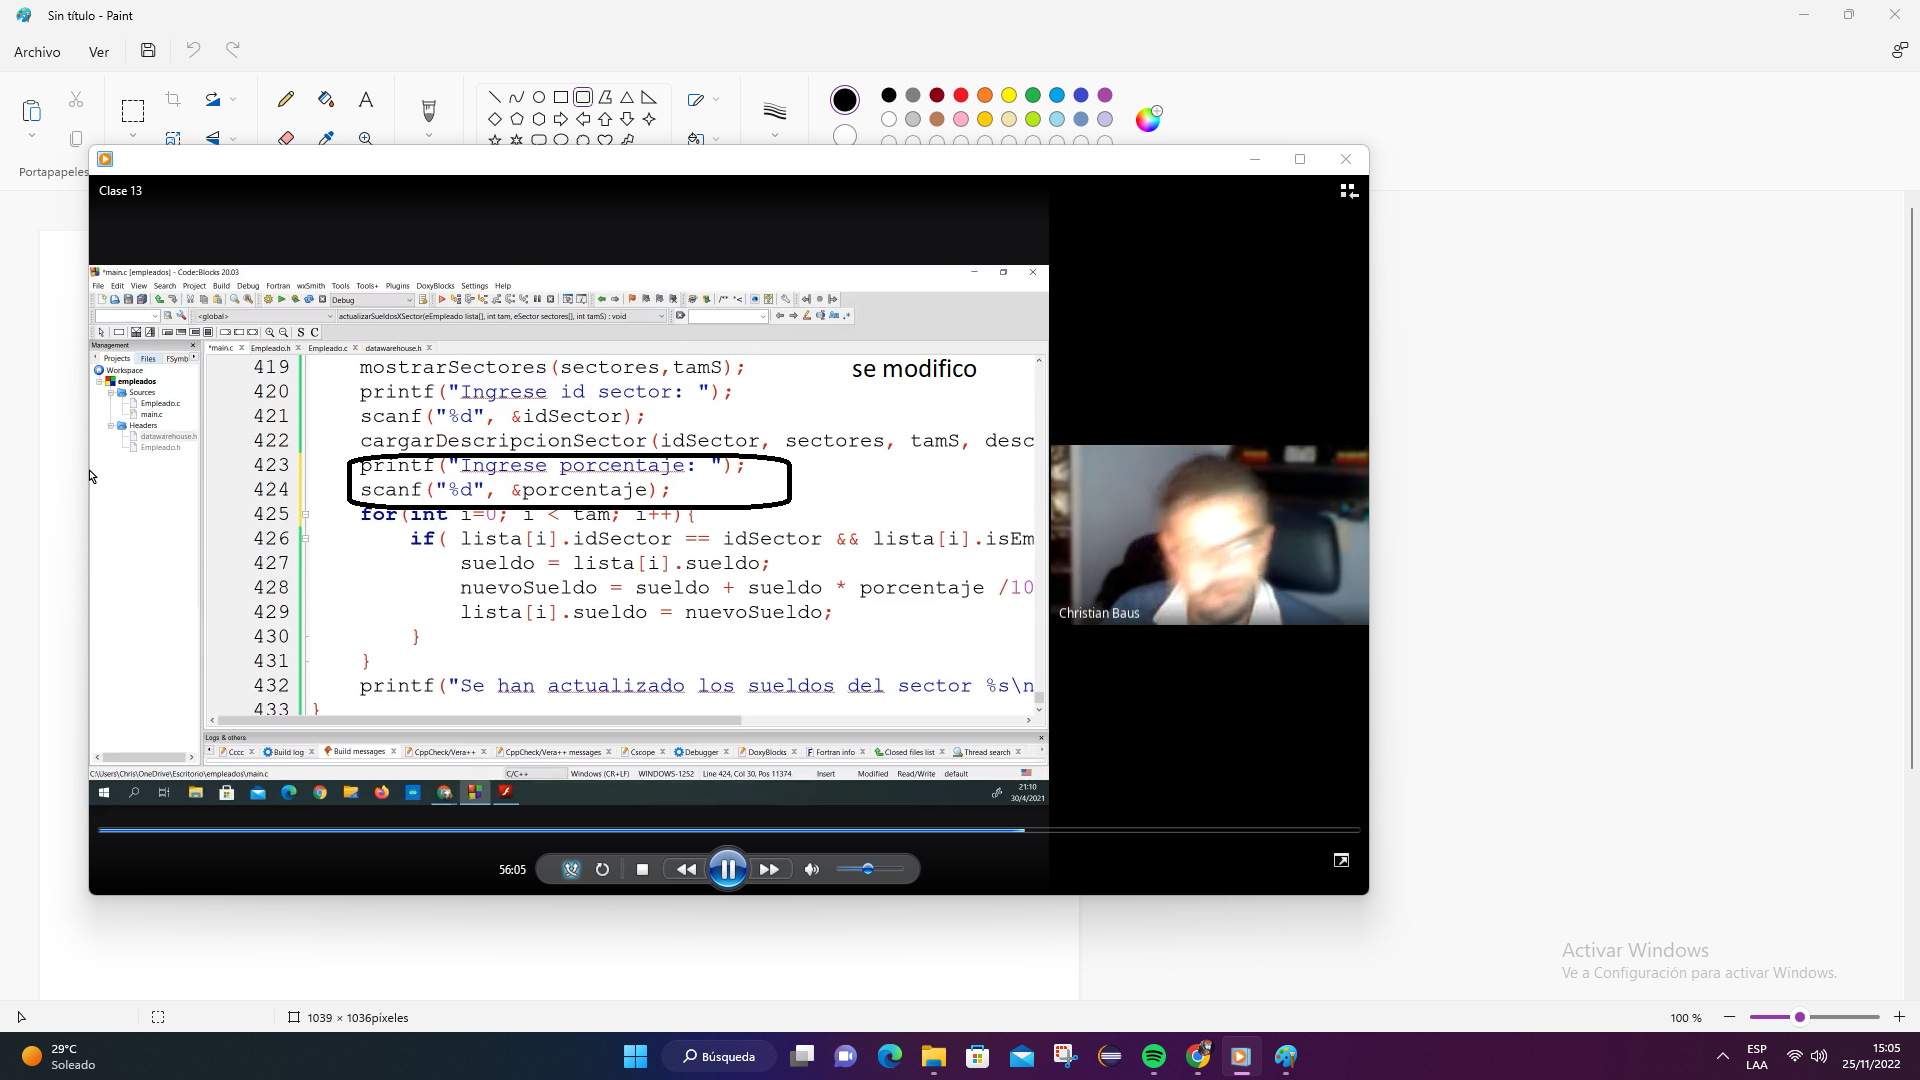 Sin título - Paint
Archivo
Ver
Portapapeles
Clase 13
*main.c [empleados] - Code::Blocks 20.03
File Edit View Search Project Build Debug Fortran wxSmith Tools Tools+ Plugins DoxyBlocks Settings Help
Debug
<global>
actualizarSueldosXSector(eEmpleado lista[], int tam, eSector sectores[], int tamS) : void
Management
Projects Files FSymb
Workspace
empleados
Sources
Empleado.c
main.c
Headers
datawarehouse.h
Empleado.h
*main.c Empleado.h Empleado.c datawarehouse.h
se modifico
419 mostrarSectores(sectores,tamS);
420 printf("Ingrese id sector: ");
421 scanf("%d", &idSector);
422 cargarDescripcionSector(idSector, sectores, tamS, desc
423 printf("Ingrese porcentaje: ");
424 scanf("%d", &porcentaje);
425 for(int i=0; i < tam; i++){
426 if( lista[i].idSector == idSector && lista[i].isEm
427 sueldo = lista[i].sueldo;
428 nuevoSueldo = sueldo + sueldo * porcentaje /10
429 lista[i].sueldo = nuevoSueldo;
430 }
431 }
432 printf("Se han actualizado los sueldos del sector %s\n
433 }
Logs & others
Cccc Build log Build messages CppCheck/Vera++ CppCheck/Vera++ messages Cscope Debugger DoxyBlocks Fortran info Closed files list Thread search
C:\Users\Chris\OneDrive\Escritorio\empleados\main.c C/C++ Windows (CR+LF) WINDOWS-1252 Line 424, Col 30, Pos 11374 Insert Modified Read/Write default
21:10
30/4/2021
Christian Baus
56:05
Activar Windows
Ve a Configuración para activar Windows.
1039 × 1036píxeles
100 %
29°C
Soleado
Búsqueda
ESP
LAA
15:05
25/11/2022